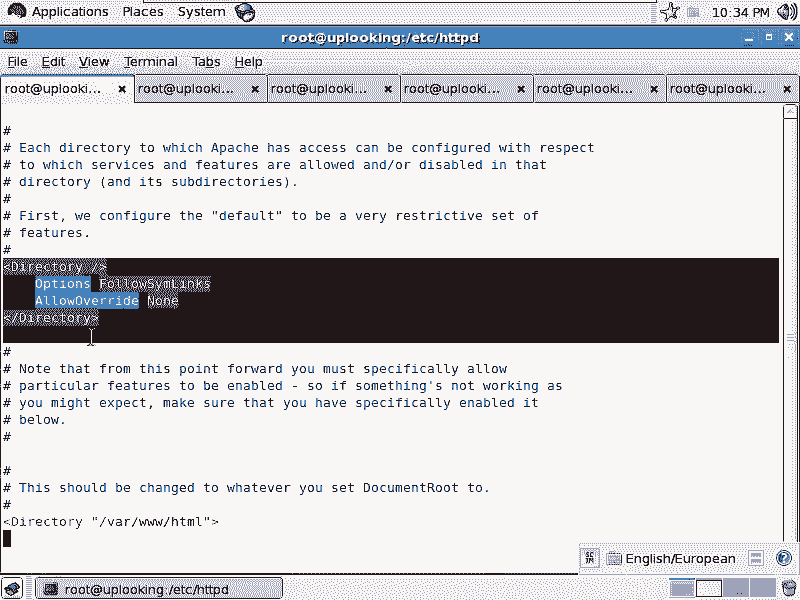 Applications Places System 10:34 PM
root@uplooking:/etc/httpd
File Edit View Terminal Tabs Help
root@uplooki... root@uplooki... root@uplooki... root@uplooki... root@uplooki... root@uplooki...
#
# Each directory to which Apache has access can be configured with respect
# to which services and features are allowed and/or disabled in that
# directory (and its subdirectories).
#
# First, we configure the "default" to be a very restrictive set of
# features.
#
<Directory />
    Options FollowSymLinks
    AllowOverride None
</Directory>
#
# Note that from this point forward you must specifically allow
# particular features to be enabled - so if something's not working as
# you might expect, make sure that you have specifically enabled it
# below.
#
#
# This should be changed to whatever you set DocumentRoot to.
#
<Directory "/var/www/html">
SCIM English/European
root@uplooking:/etc/httpd